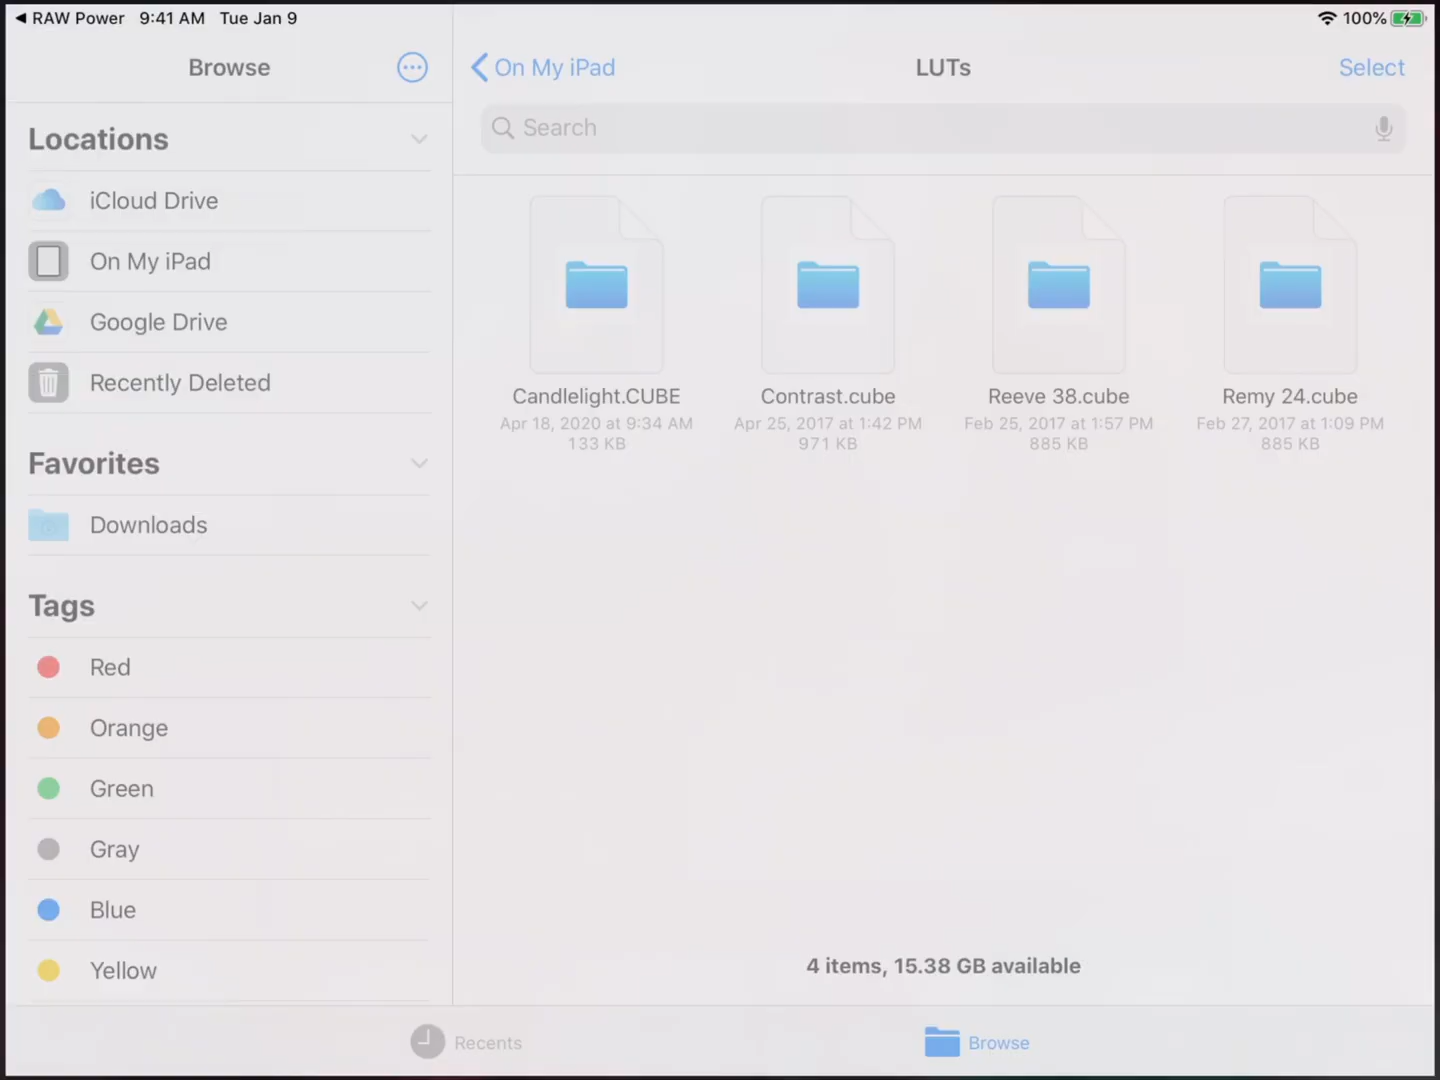 ◀ RAW Power 9:41 AM Tue Jan 9
100%
Browse
On My iPad
LUTs
Select
Search
Locations
iCloud Drive
On My iPad
Google Drive
Recently Deleted
Favorites
Downloads
Tags
Red
Orange
Green
Gray
Blue
Yellow
Candlelight.CUBE
Apr 18, 2020 at 9:34 AM
133 KB
Contrast.cube
Apr 25, 2017 at 1:42 PM
971 KB
Reeve 38.cube
Feb 25, 2017 at 1:57 PM
885 KB
Remy 24.cube
Feb 27, 2017 at 1:09 PM
885 KB
4 items, 15.38 GB available
Recents
Browse